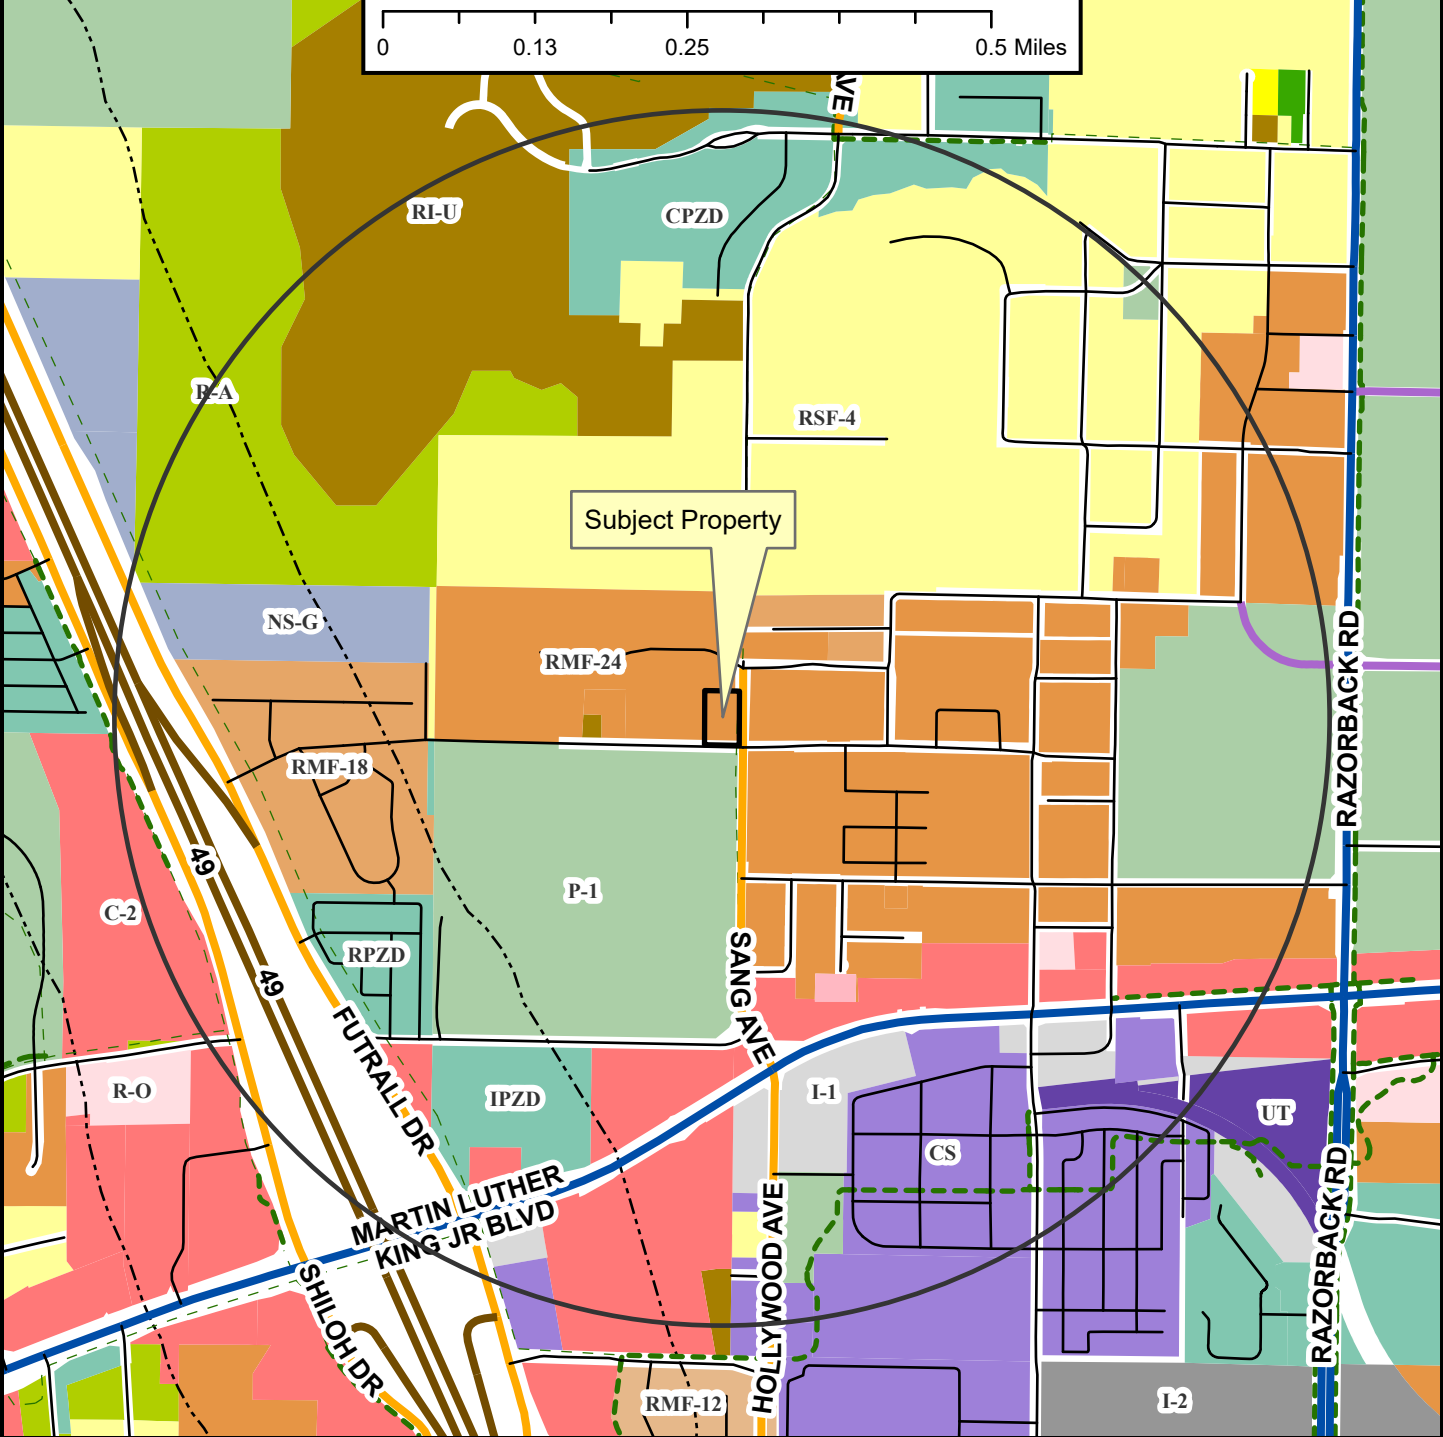 0 0.13 0.25 0.5 Miles
AVE
RI-U
CPZD
R-A
RSF-4
Subject Property
NS-G
RMF-24
RAZORBACK RD
RMF-18
49
P-1
C-2
SANG AVE
RPZD
49
FUTRALL DR
R-O
IPZD
I-1
UT
CS
MARTIN LUTHER
KING JR BLVD
HOLLYWOOD AVE
RAZORBACK RD
SHILOH DR
RMF-12
I-2